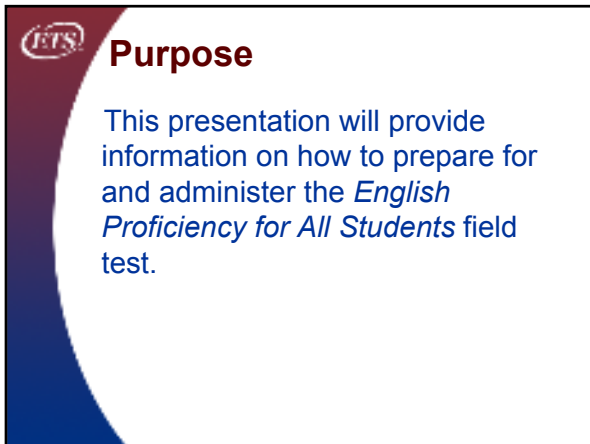 ETS
Purpose
This presentation will provide
information on how to prepare for
and administer the English
Proficiency for All Students field
test.